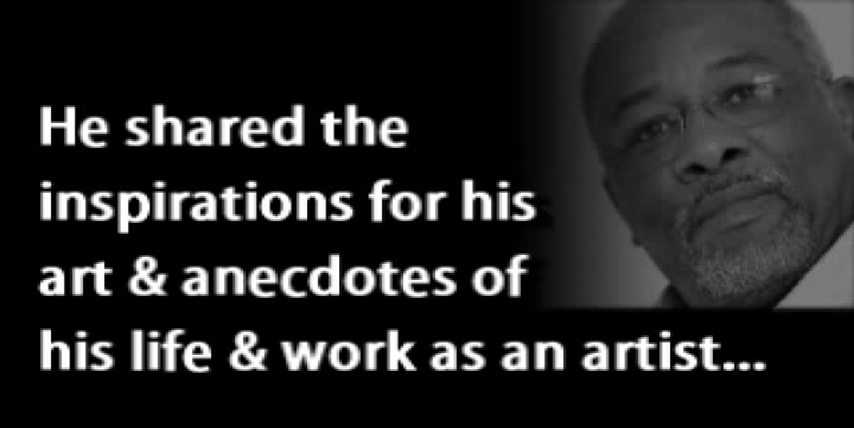 He shared the
inspirations for his
art & anecdotes of
his life & work as an artist...